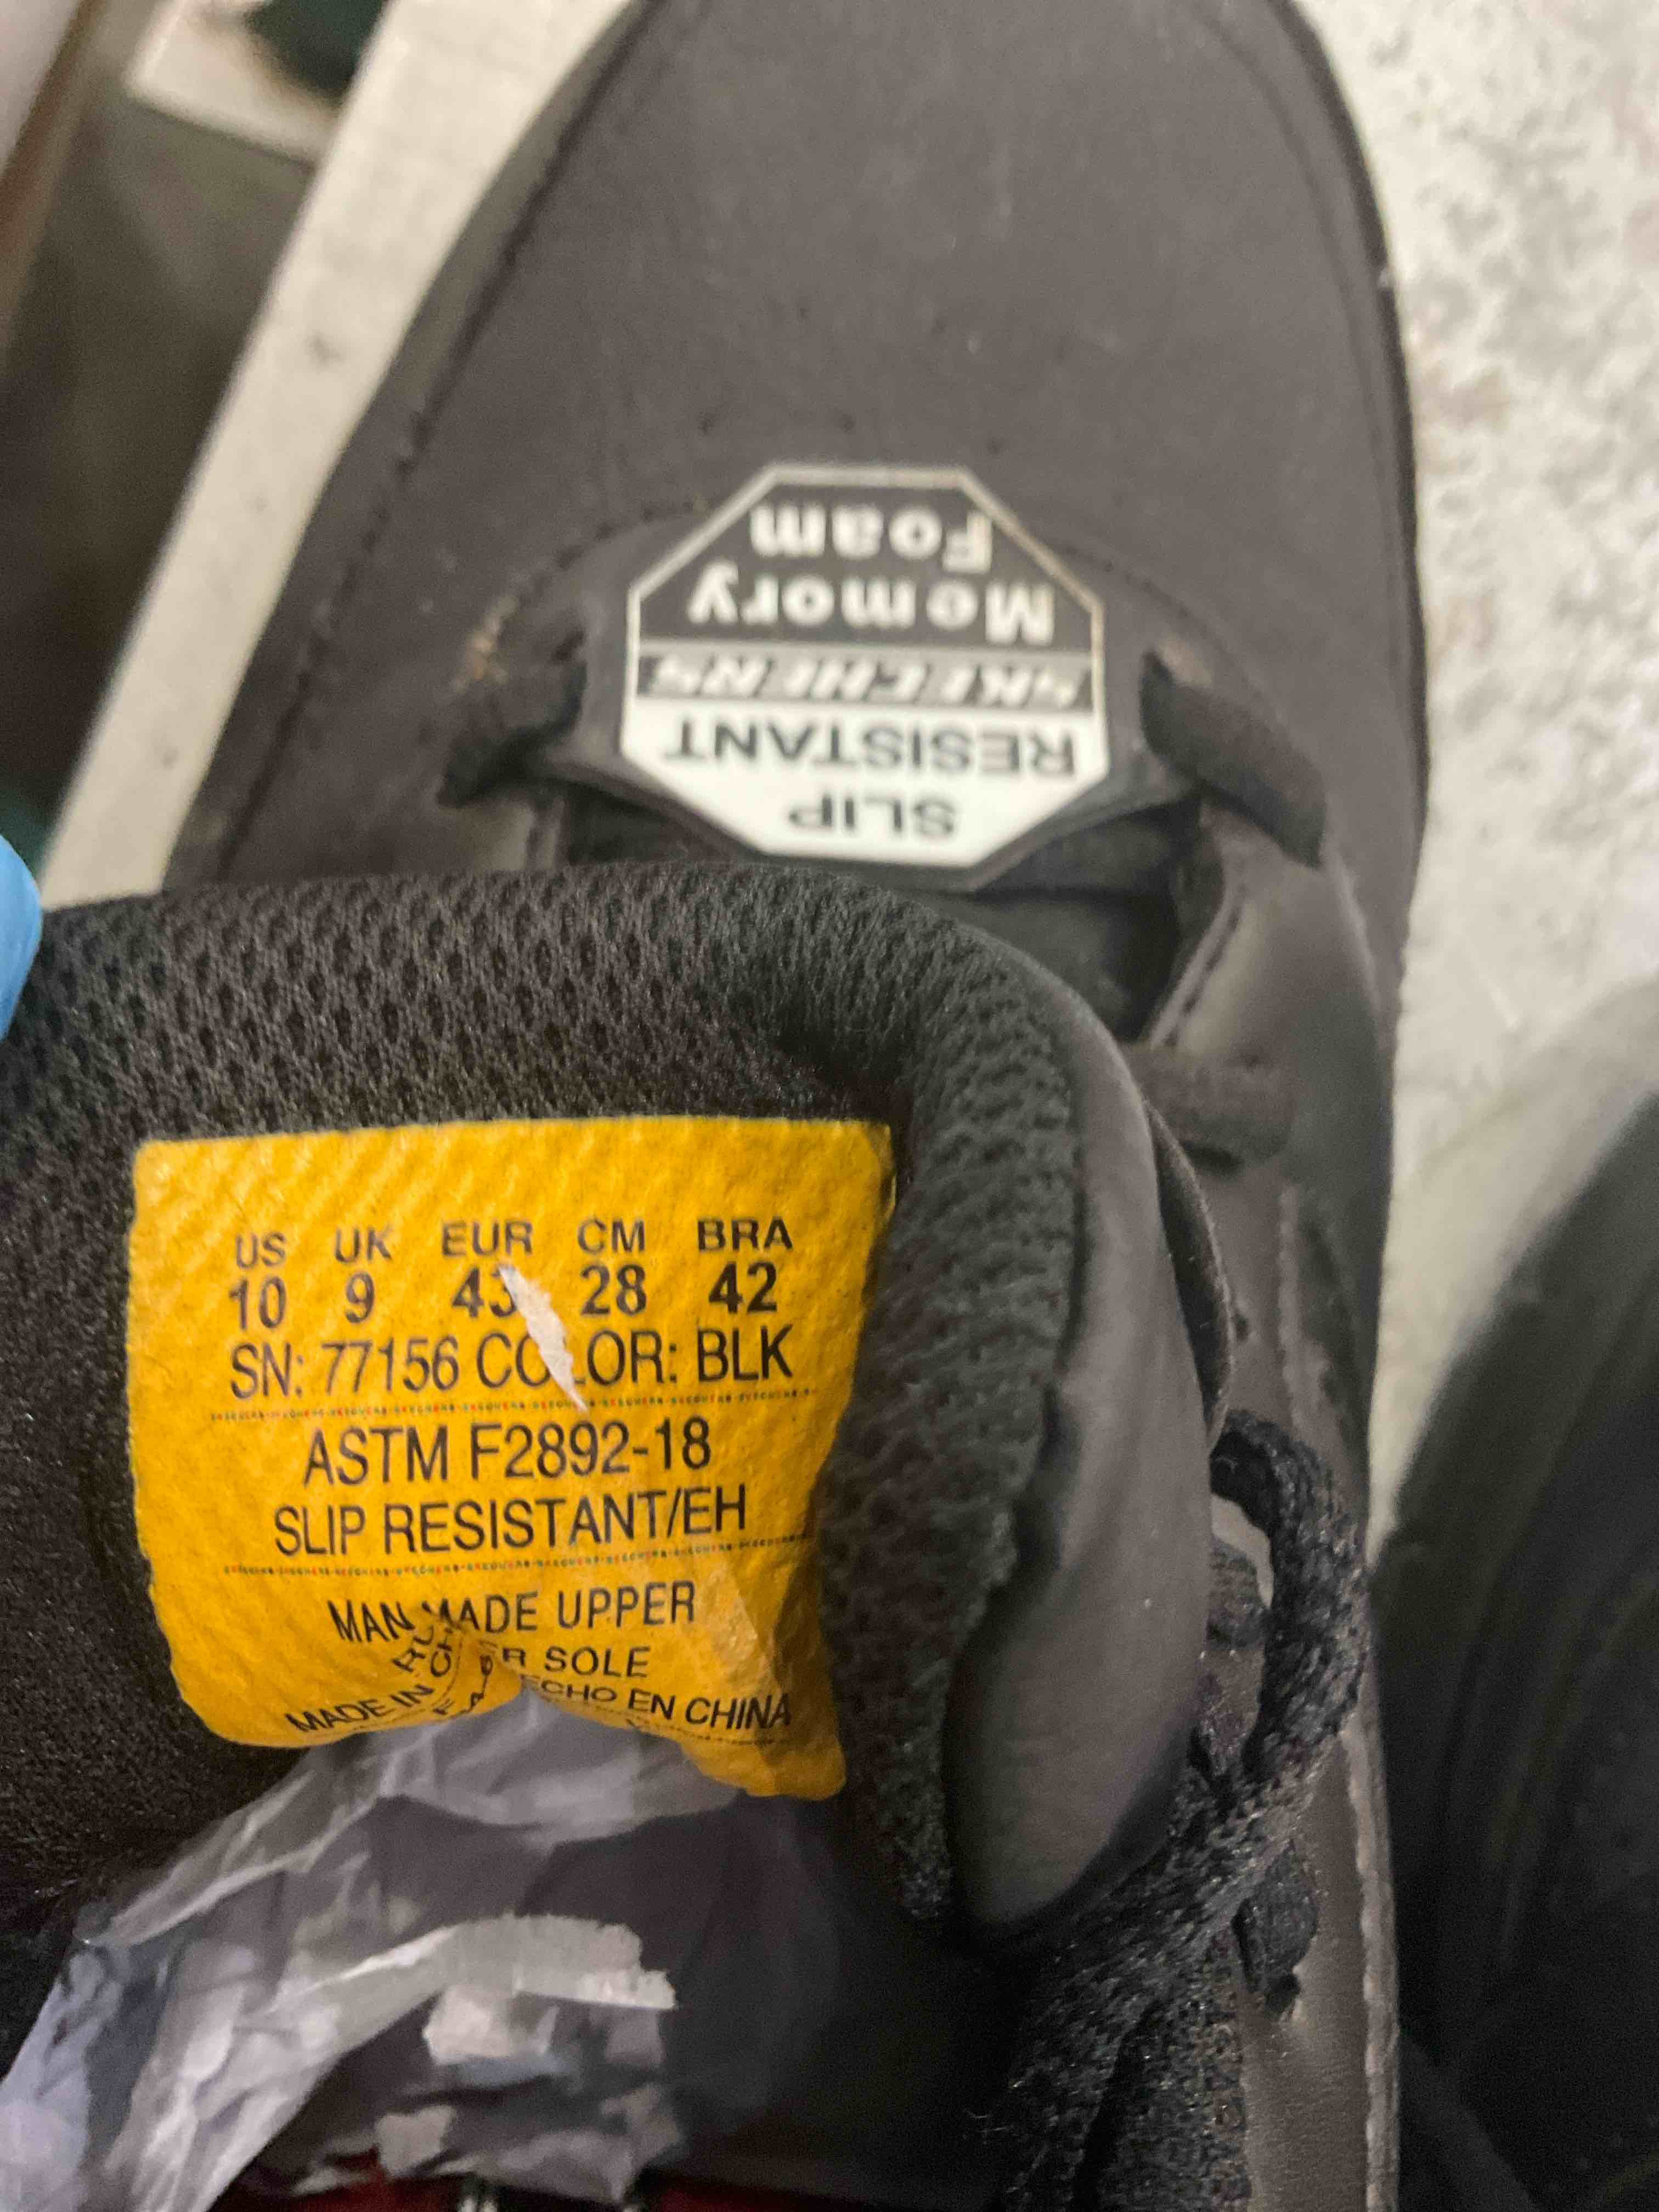 SLIP
RESISTANT
SKECHERS
Memory
Foam
US UK EUR CM BRA
10 9 43 28 42
SN: 77156 COLOR: BLK
ASTM F2892-18
SLIP RESISTANT/EH
MAN MADE UPPER
SOLE
MADE IN
EN CHINA